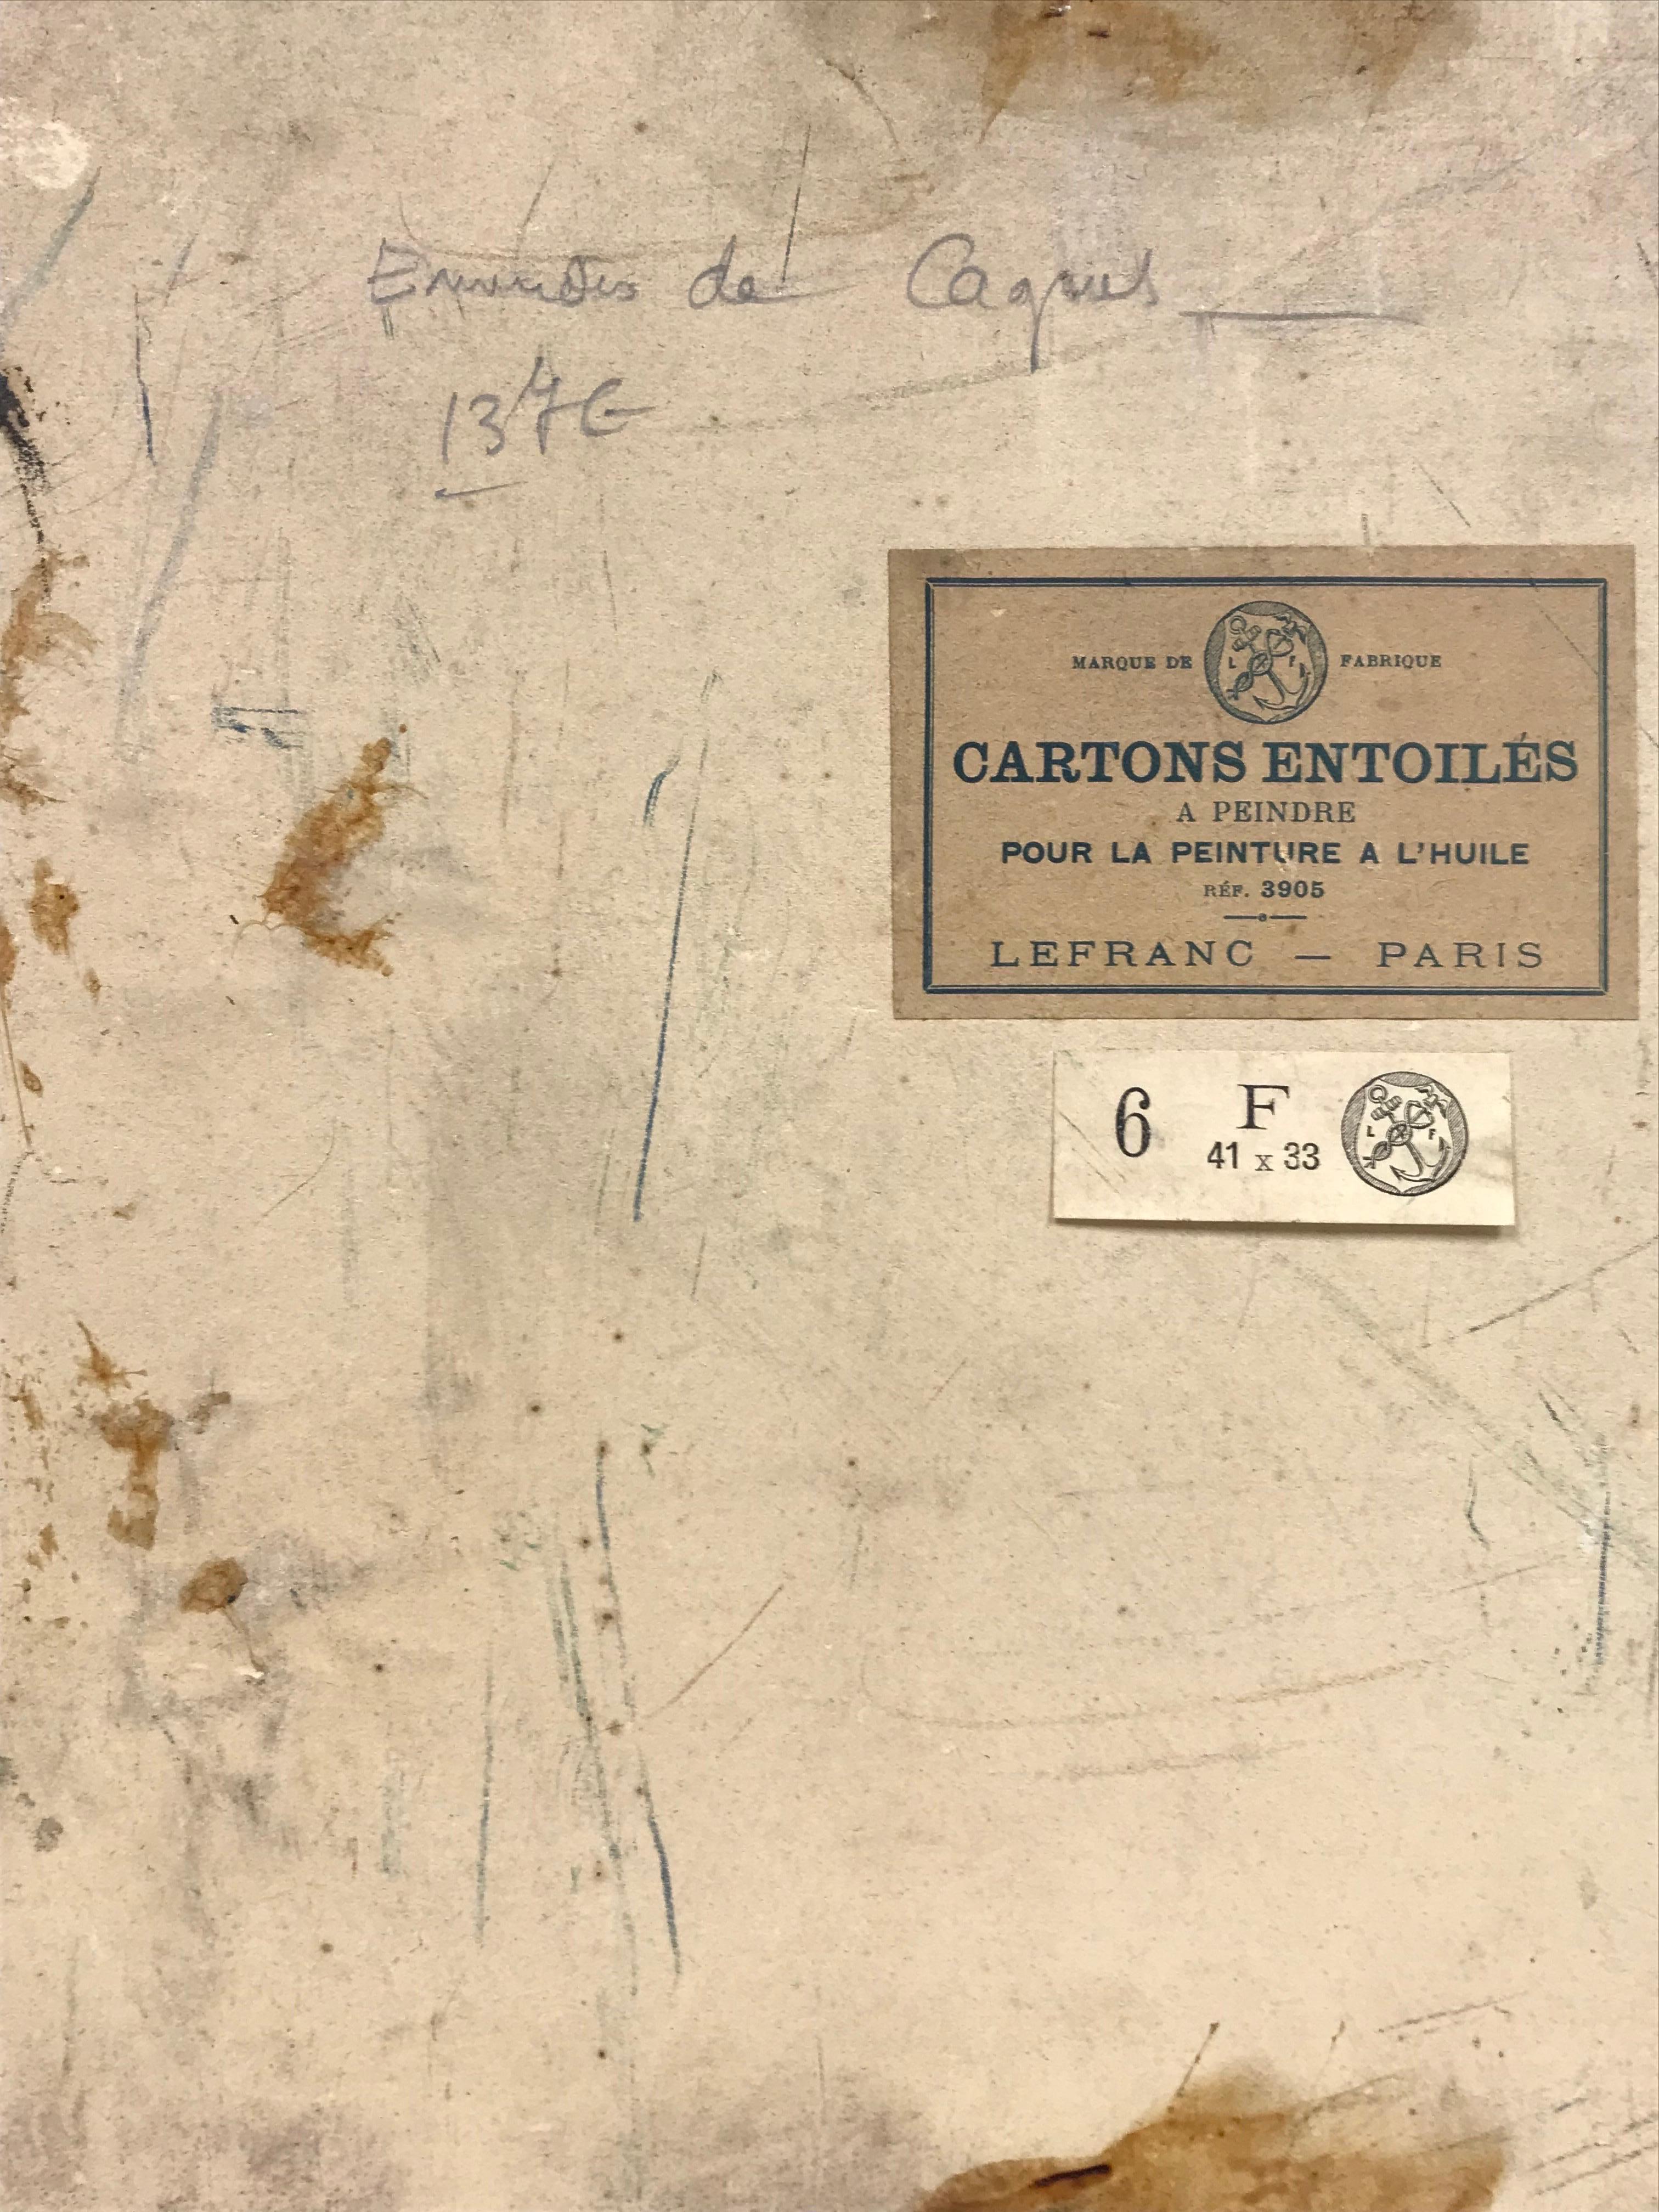 Environs de Cagnes
137E
MARQUE DE L F FABRIQUE
CARTONS ENTOILÉS
A PEINDRE
POUR LA PEINTURE A L'HUILE
RÉF. 3905
LEFRANC — PARIS
6 F L F
41 x 33